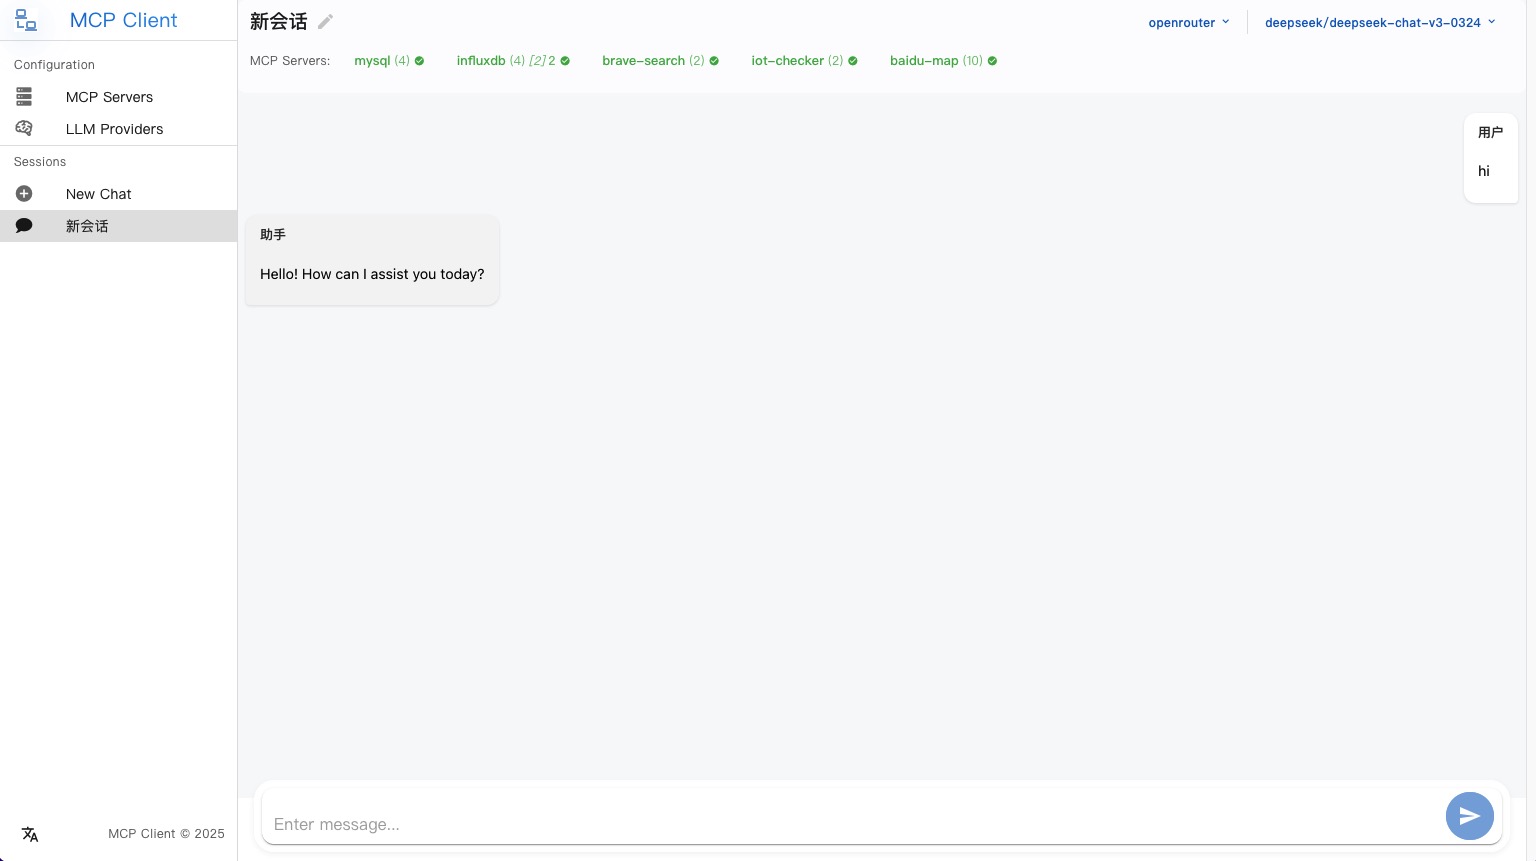 MCP Client
Configuration
MCP Servers
LLM Providers
Sessions
New Chat
新会话
MCP Client © 2025
新会话
openrouter
deepseek/deepseek-chat-v3-0324
MCP Servers: mysql (4) influxdb (4) [2] 2 brave-search (2) iot-checker (2) baidu-map (10)
用户
hi
助手
Hello! How can I assist you today?
Enter message...